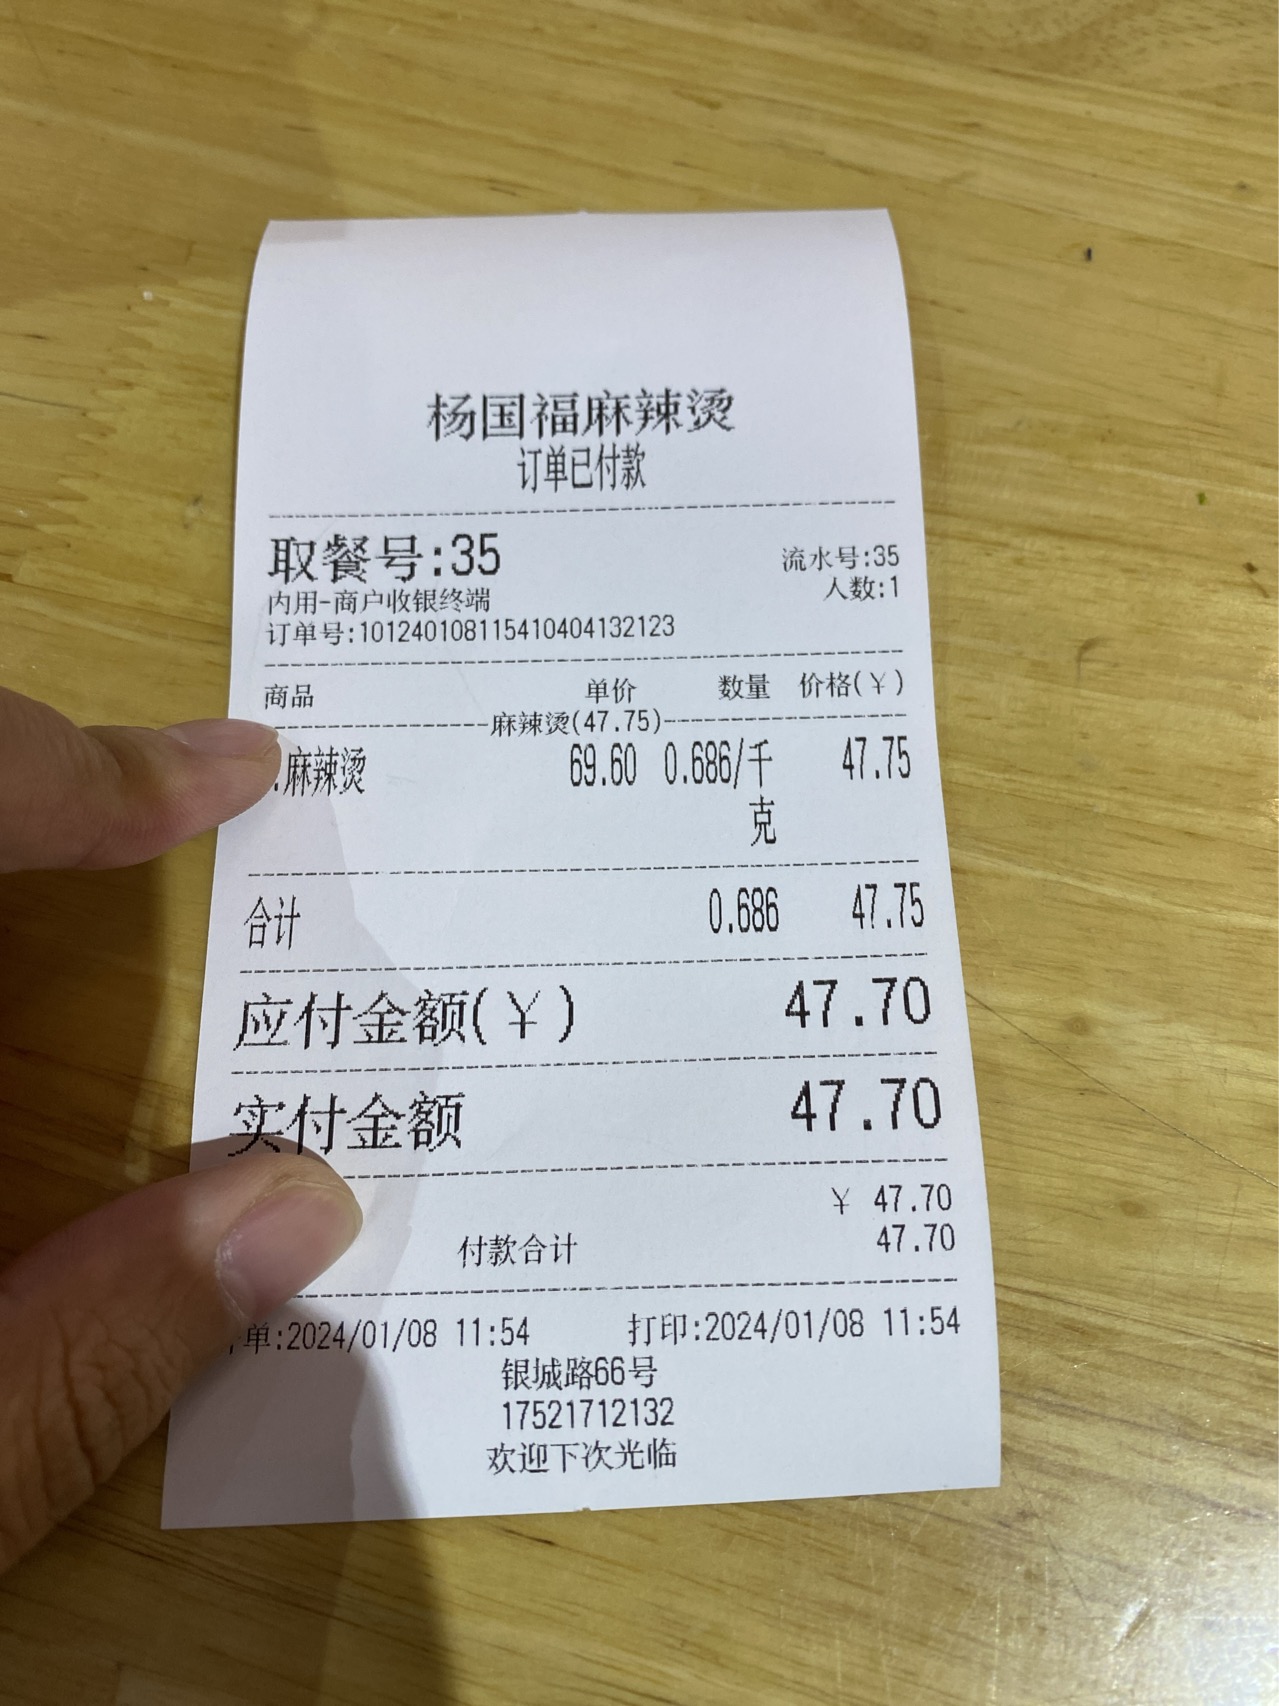 杨国福麻辣烫
订单已付款
取餐号:35 流水号:35
内用-商户收银终端 人数:1
订单号:101240108115410404132123
商品 单价 数量 价格(¥)
麻辣烫(47.75)
.麻辣烫 69.60 0.686/千 47.75
克
合计 0.686 47.75
应付金额(¥) 47.70
实付金额 47.70
¥ 47.70
付款合计 47.70
单:2024/01/08 11:54 打印:2024/01/08 11:54
银城路66号
17521712132
欢迎下次光临